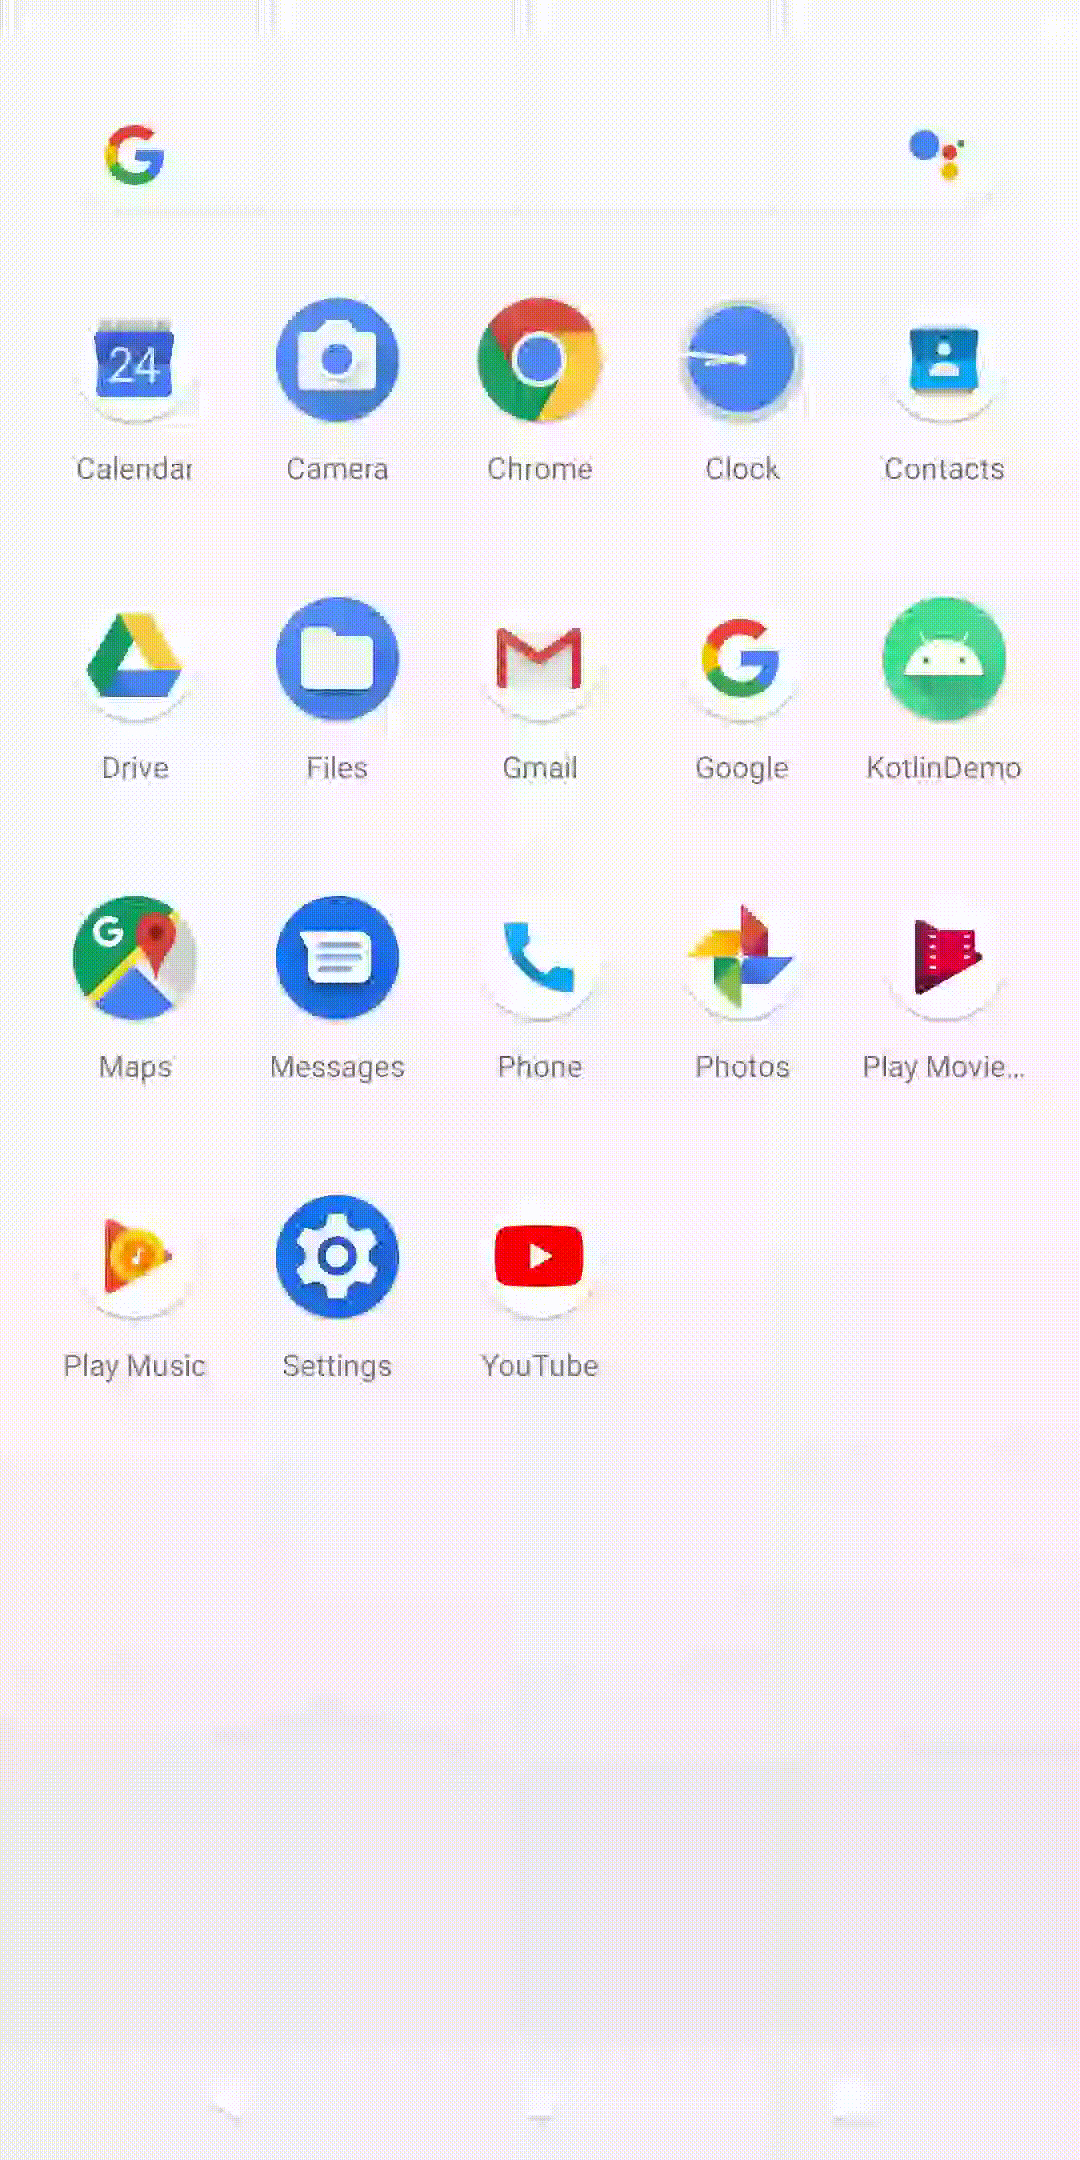 G
24
Calendar
Camera
Chrome
Clock
Contacts
G
Drive
Files
Gmail
Google
KotlinDemo
G
Maps
Messages
Phone
Photos
Play Movie...
Play Music
Settings
YouTube